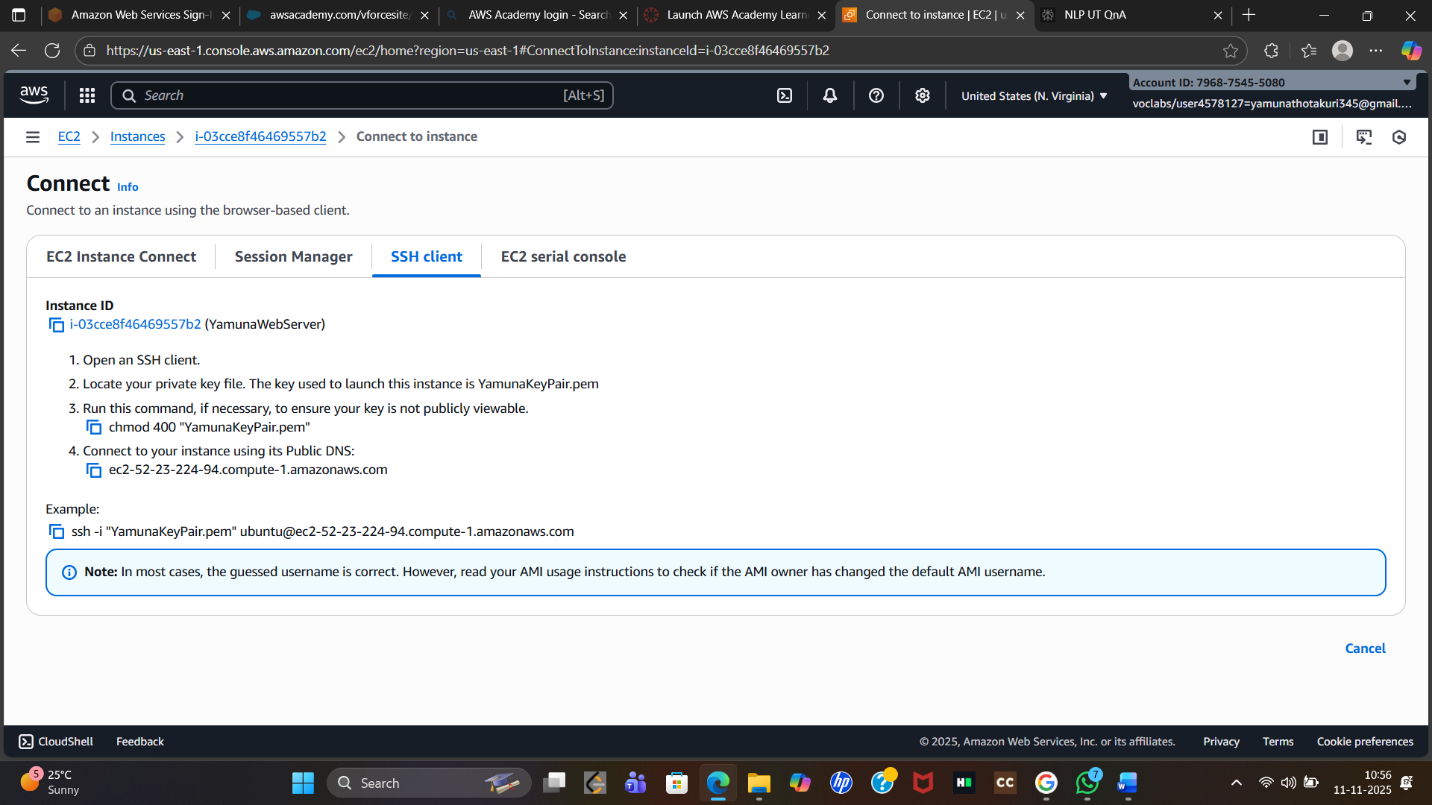 Amazon Web Services Sign-I
awsacademy.com/vforcesite/
AWS Academy login - Search
Launch AWS Academy Learn
Connect to instance | EC2 | u
NLP UT QnA
https://us-east-1.console.aws.amazon.com/ec2/home?region=us-east-1#ConnectToInstance:instanceId=i-03cce8f46469557b2
aws
Search
[Alt+S]
United States (N. Virginia)
Account ID: 7968-7545-5080
voclabs/user4578127=yamunathotakuri345@gmail....
EC2 > Instances > i-03cce8f46469557b2 > Connect to instance
Connect Info
Connect to an instance using the browser-based client.
EC2 Instance Connect
Session Manager
SSH client
EC2 serial console
Instance ID
i-03cce8f46469557b2 (YamunaWebServer)
1. Open an SSH client.
2. Locate your private key file. The key used to launch this instance is YamunaKeyPair.pem
3. Run this command, if necessary, to ensure your key is not publicly viewable.
chmod 400 "YamunaKeyPair.pem"
4. Connect to your instance using its Public DNS:
ec2-52-23-224-94.compute-1.amazonaws.com
Example:
ssh -i "YamunaKeyPair.pem" ubuntu@ec2-52-23-224-94.compute-1.amazonaws.com
Note: In most cases, the guessed username is correct. However, read your AMI usage instructions to check if the AMI owner has changed the default AMI username.
Cancel
CloudShell
Feedback
© 2025, Amazon Web Services, Inc. or its affiliates.
Privacy
Terms
Cookie preferences
5
25°C
Sunny
Search
hp
CC
7
10:56
11-11-2025